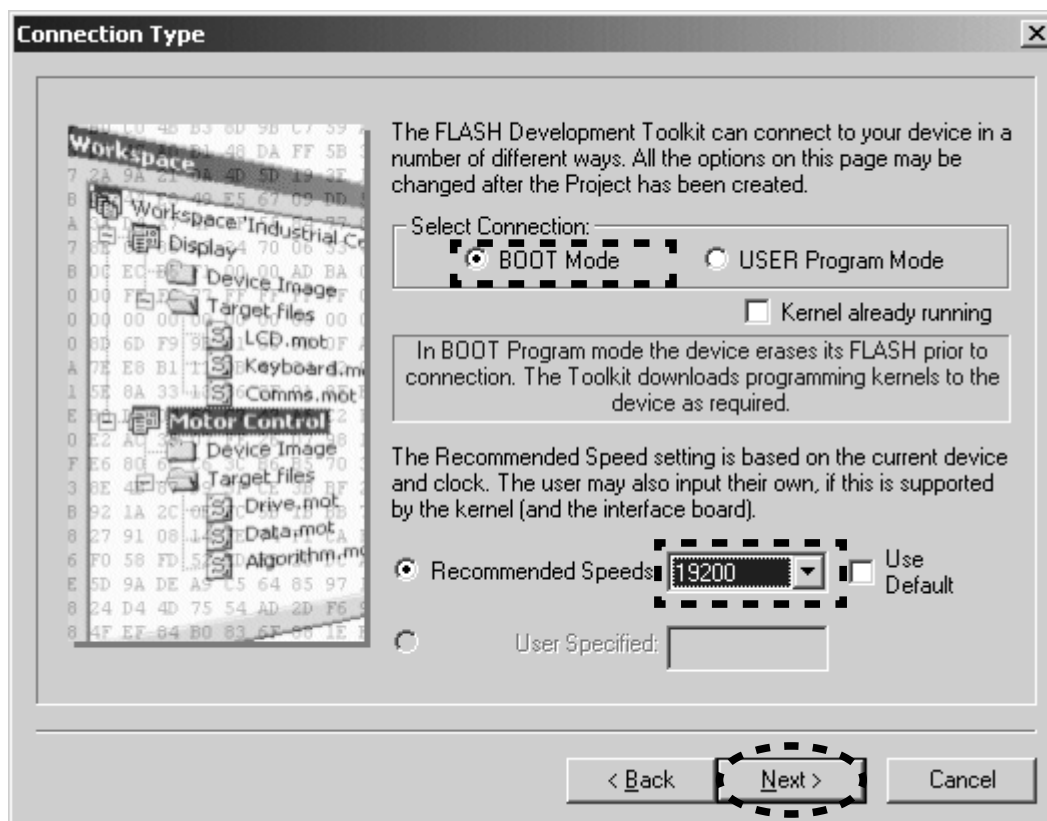 Connection Type
Workspace
Workspace 'Industrial Co
Display
Device Image
Target files
LCD.mot
Keyboard.m
Comms.mot
Motor Control
Device Image
Target files
Drive.mot
Data.mot
Algorithm.mo
The FLASH Development Toolkit can connect to your device in a
number of different ways. All the options on this page may be
changed after the Project has been created.
Select Connection:
BOOT Mode
USER Program Mode
Kernel already running
In BOOT Program mode the device erases its FLASH prior to
connection. The Toolkit downloads programming kernels to the
device as required.
The Recommended Speed setting is based on the current device
and clock. The user may also input their own, if this is supported
by the kernel (and the interface board).
Recommended Speeds
19200
Use
Default
User Specified:
< Back
Next >
Cancel